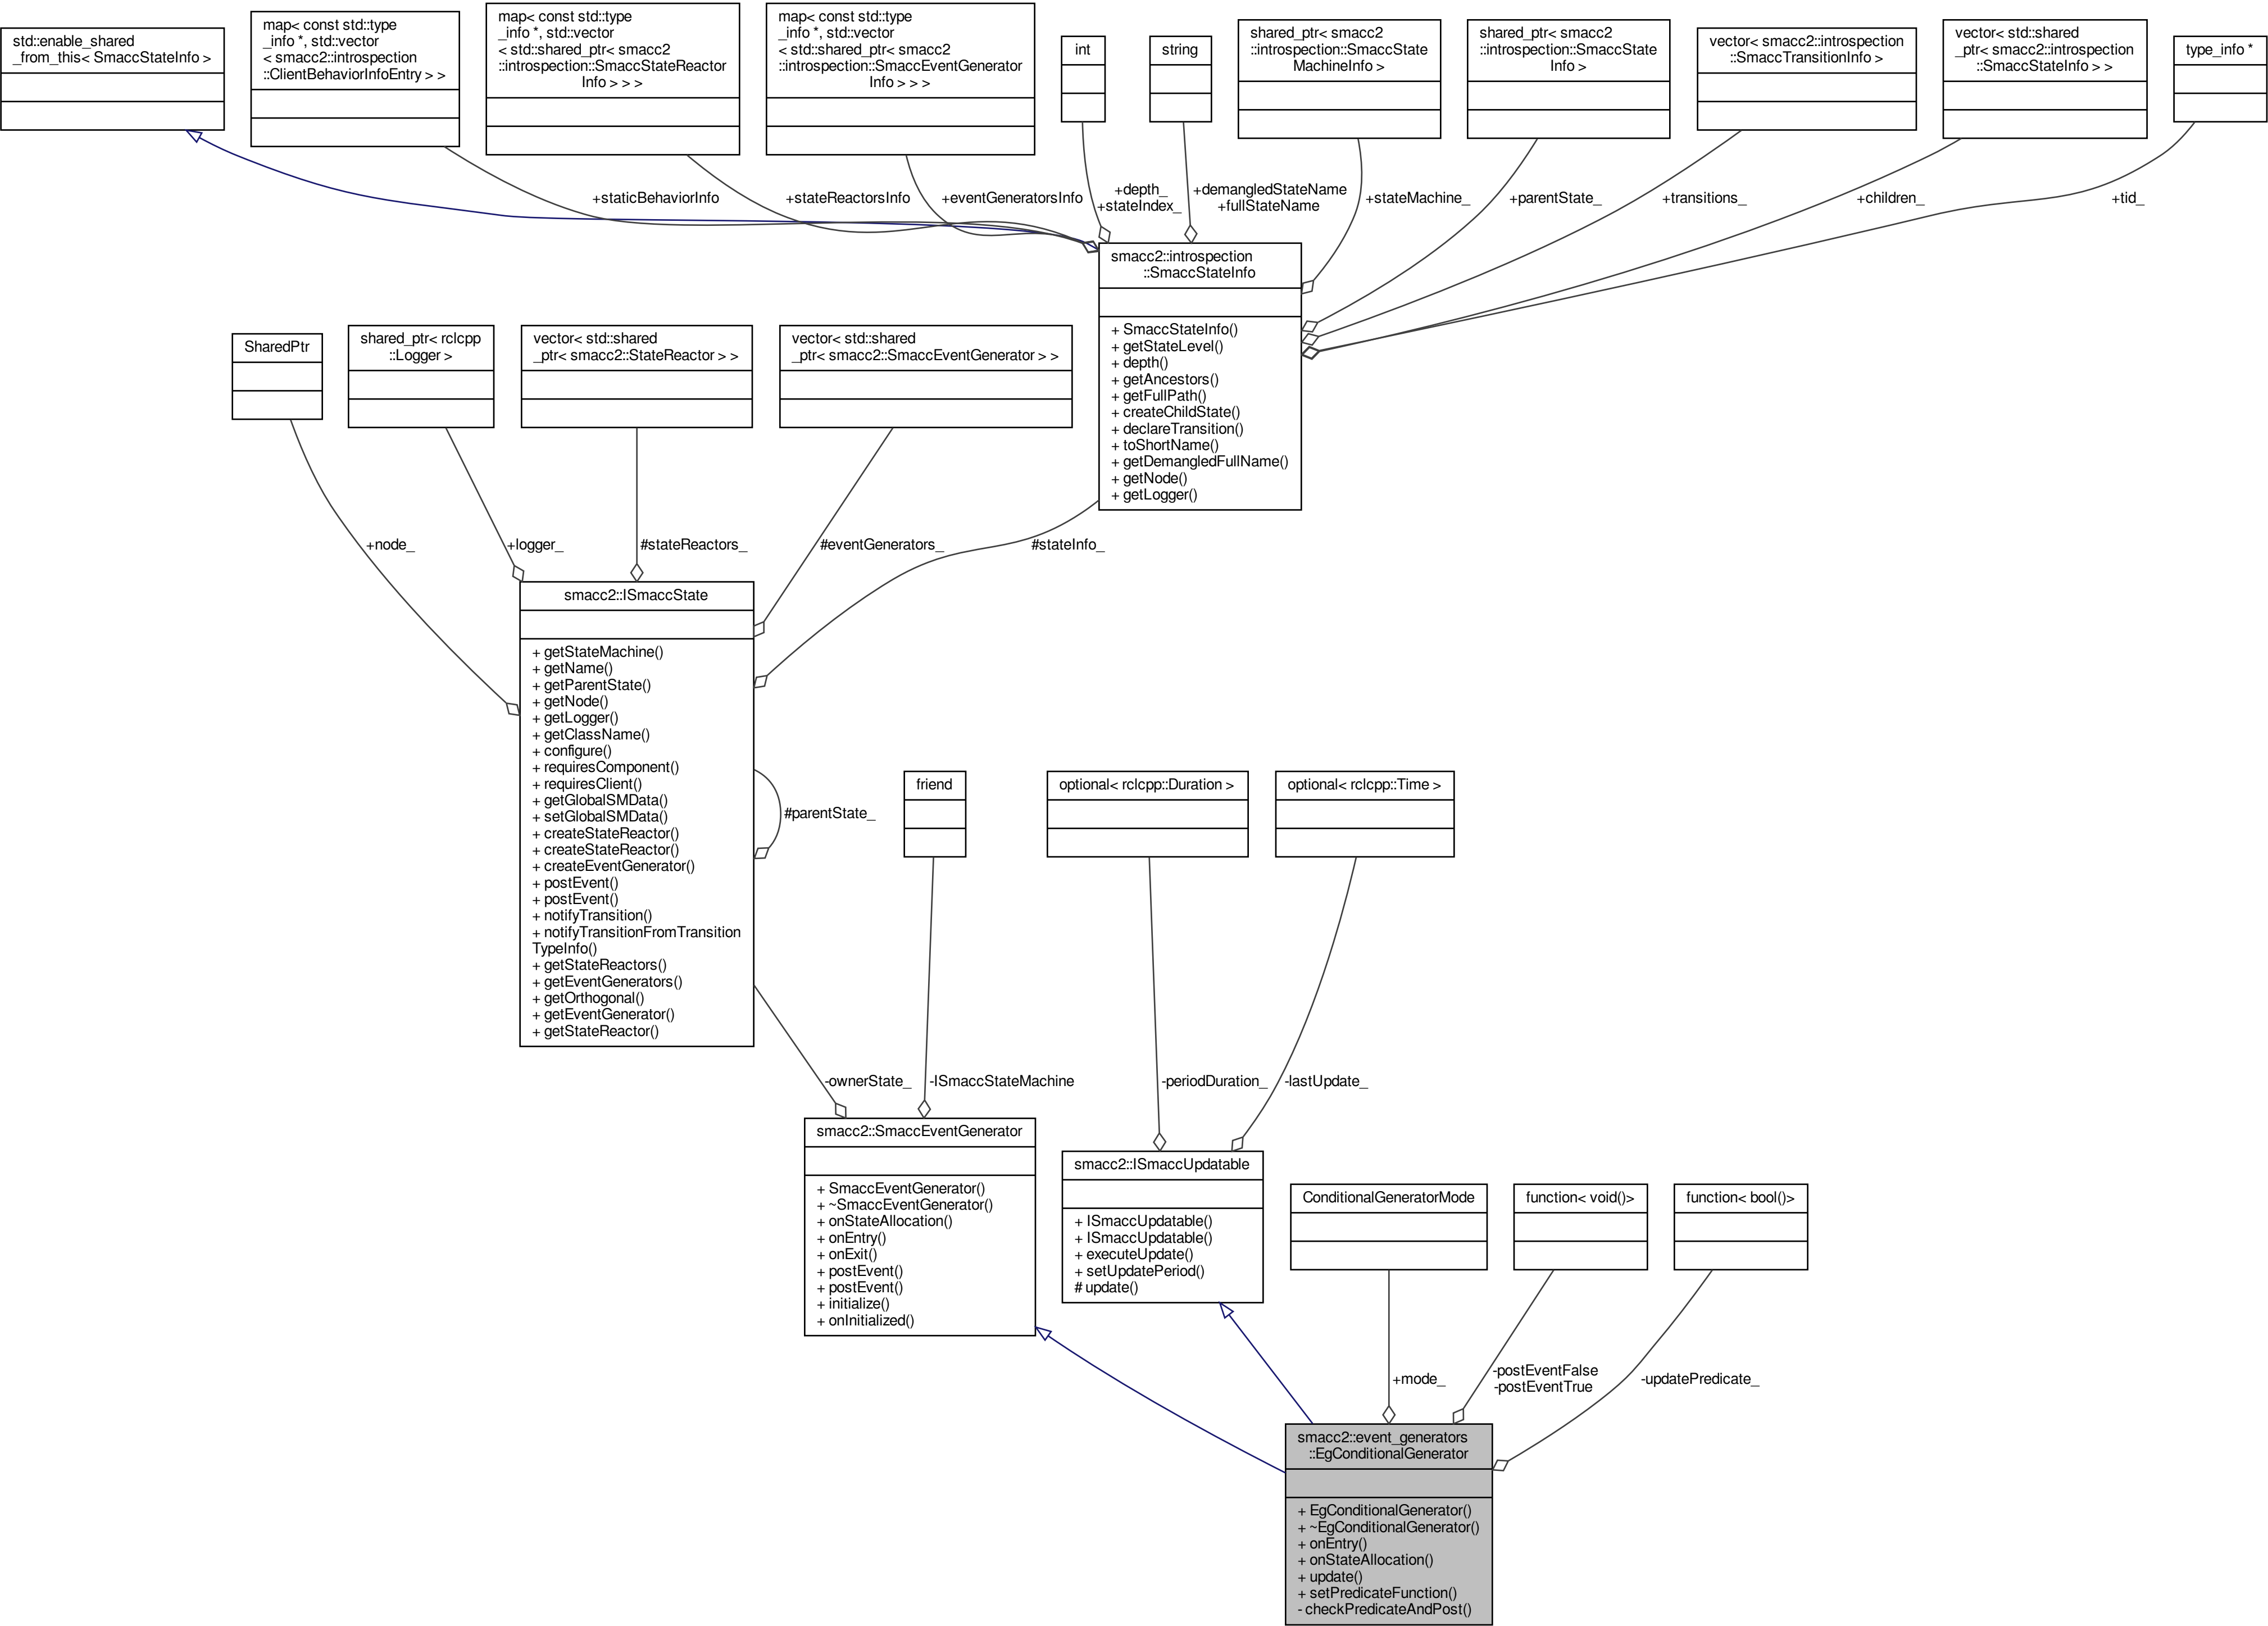 std::enable_shared
_from_this< SmaccStateInfo >
map< const std::type
_info *, std::vector
< smacc2::introspection
::ClientBehaviorInfoEntry > >
map< const std::type
_info *, std::vector
< std::shared_ptr< smacc2
::introspection::SmaccStateReactor
Info > > >
map< const std::type
_info *, std::vector
< std::shared_ptr< smacc2
::introspection::SmaccEventGenerator
Info > > >
int
string
shared_ptr< smacc2
::introspection::SmaccState
MachineInfo >
shared_ptr< smacc2
::introspection::SmaccState
Info >
vector< smacc2::introspection
::SmaccTransitionInfo >
vector< std::shared
_ptr< smacc2::introspection
::SmaccStateInfo > >
type_info *
+staticBehaviorInfo
+stateReactorsInfo
+eventGeneratorsInfo
+depth_
+stateIndex_
+demangledStateName
+fullStateName
+stateMachine_
+parentState_
+transitions_
+children_
+tid_
smacc2::introspection
::SmaccStateInfo
+ SmaccStateInfo()
+ getStateLevel()
+ depth()
+ getAncestors()
+ getFullPath()
+ createChildState()
+ declareTransition()
+ toShortName()
+ getDemangledFullName()
+ getNode()
+ getLogger()
SharedPtr
shared_ptr< rclcpp
::Logger >
vector< std::shared
_ptr< smacc2::StateReactor > >
vector< std::shared
_ptr< smacc2::SmaccEventGenerator > >
+node_
+logger_
#stateReactors_
#eventGenerators_
#stateInfo_
smacc2::ISmaccState
+ getStateMachine()
+ getName()
+ getParentState()
+ getNode()
+ getLogger()
+ getClassName()
+ configure()
+ requiresComponent()
+ requiresClient()
+ getGlobalSMData()
+ setGlobalSMData()
+ createStateReactor()
+ createStateReactor()
+ createEventGenerator()
+ postEvent()
+ postEvent()
+ notifyTransition()
+ notifyTransitionFromTransition
TypeInfo()
+ getStateReactors()
+ getEventGenerators()
+ getOrthogonal()
+ getEventGenerator()
+ getStateReactor()
#parentState_
friend
optional< rclcpp::Duration >
optional< rclcpp::Time >
-ownerState_
-ISmaccStateMachine
-periodDuration_
-lastUpdate_
smacc2::SmaccEventGenerator
+ SmaccEventGenerator()
+ ~SmaccEventGenerator()
+ onStateAllocation()
+ onEntry()
+ onExit()
+ postEvent()
+ postEvent()
+ initialize()
+ onInitialized()
smacc2::ISmaccUpdatable
+ ISmaccUpdatable()
+ ISmaccUpdatable()
+ executeUpdate()
+ setUpdatePeriod()
# update()
ConditionalGeneratorMode
function< void()>
function< bool()>
+mode_
-postEventFalse
-postEventTrue
-updatePredicate_
smacc2::event_generators
::EgConditionalGenerator
+ EgConditionalGenerator()
+ ~EgConditionalGenerator()
+ onEntry()
+ onStateAllocation()
+ update()
+ setPredicateFunction()
- checkPredicateAndPost()